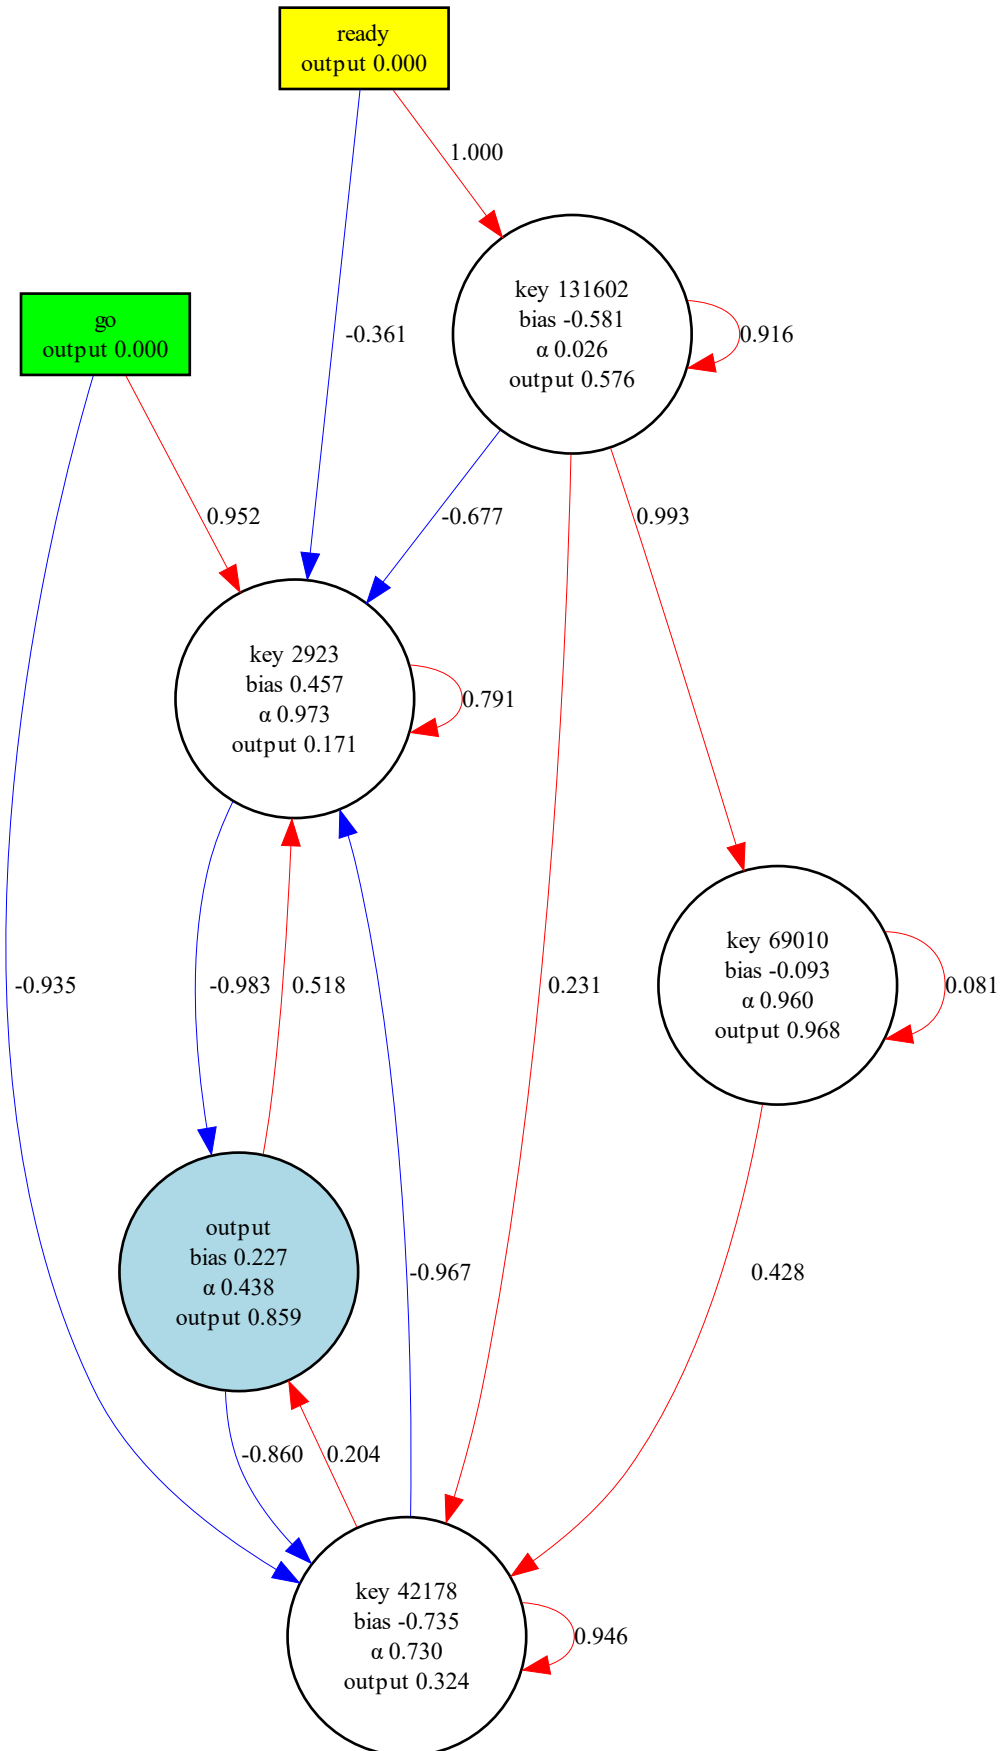 ready
output 0.000
1.000
key 131602
bias -0.581
α 0.026
output 0.576
0.916
go
output 0.000
-0.361
0.952
-0.677
0.993
key 2923
bias 0.457
α 0.973
output 0.171
0.791
key 69010
bias -0.093
α 0.960
output 0.968
0.081
-0.935
-0.983
0.518
0.231
output
bias 0.227
α 0.438
output 0.859
-0.967
0.428
-0.860
0.204
key 42178
bias -0.735
α 0.730
output 0.324
0.946